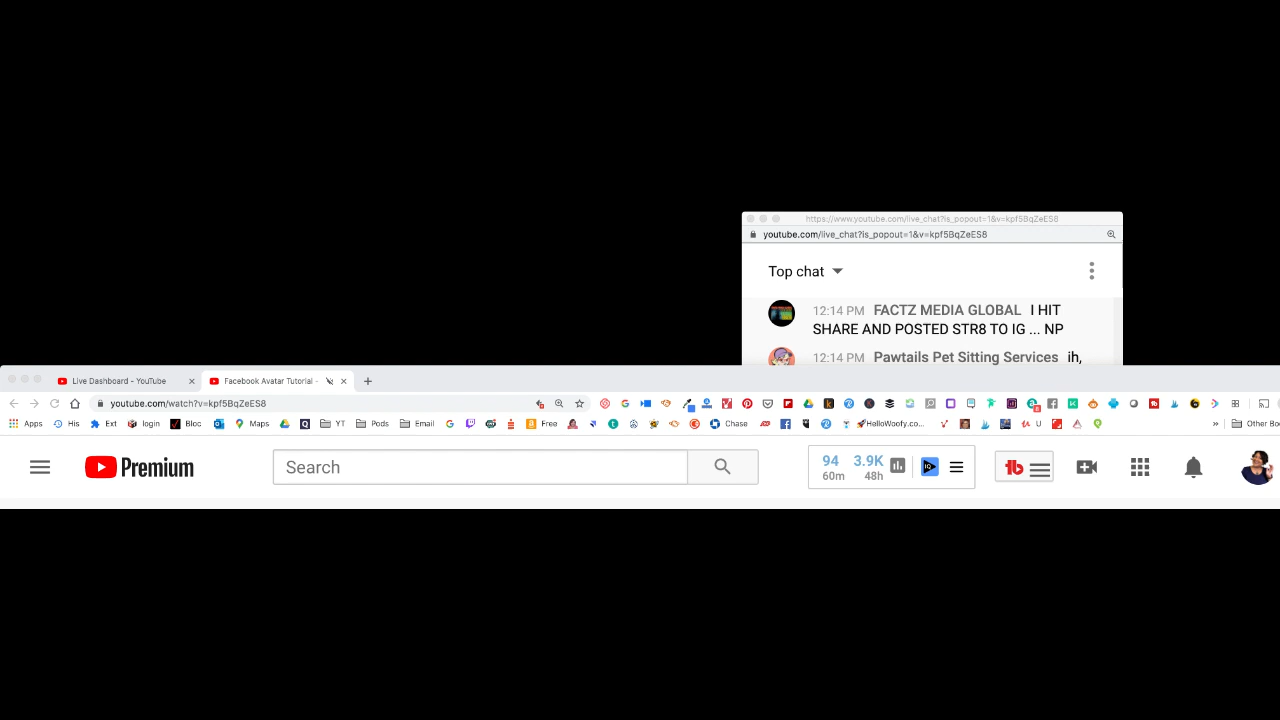 https://www.youtube.com/live_chat?is_popout=1&v=kpf5BqZeES8
youtube.com/live_chat?is_popout=1&v=kpf5BqZeES8
Top chat
12:14 PM FACTZ MEDIA GLOBAL I HIT
SHARE AND POSTED STR8 TO IG ... NP
12:14 PM Pawtails Pet Sitting Services ih,
Live Dashboard - YouTube
Facebook Avatar Tutorial -
youtube.com/watch?v=kpf5BqZeES8
Apps His Ext login Bloc Maps YT Pods Email Free Chase HelloWoofy.co... U Other Bo
Premium
Search
94 3.9K
60m 48h